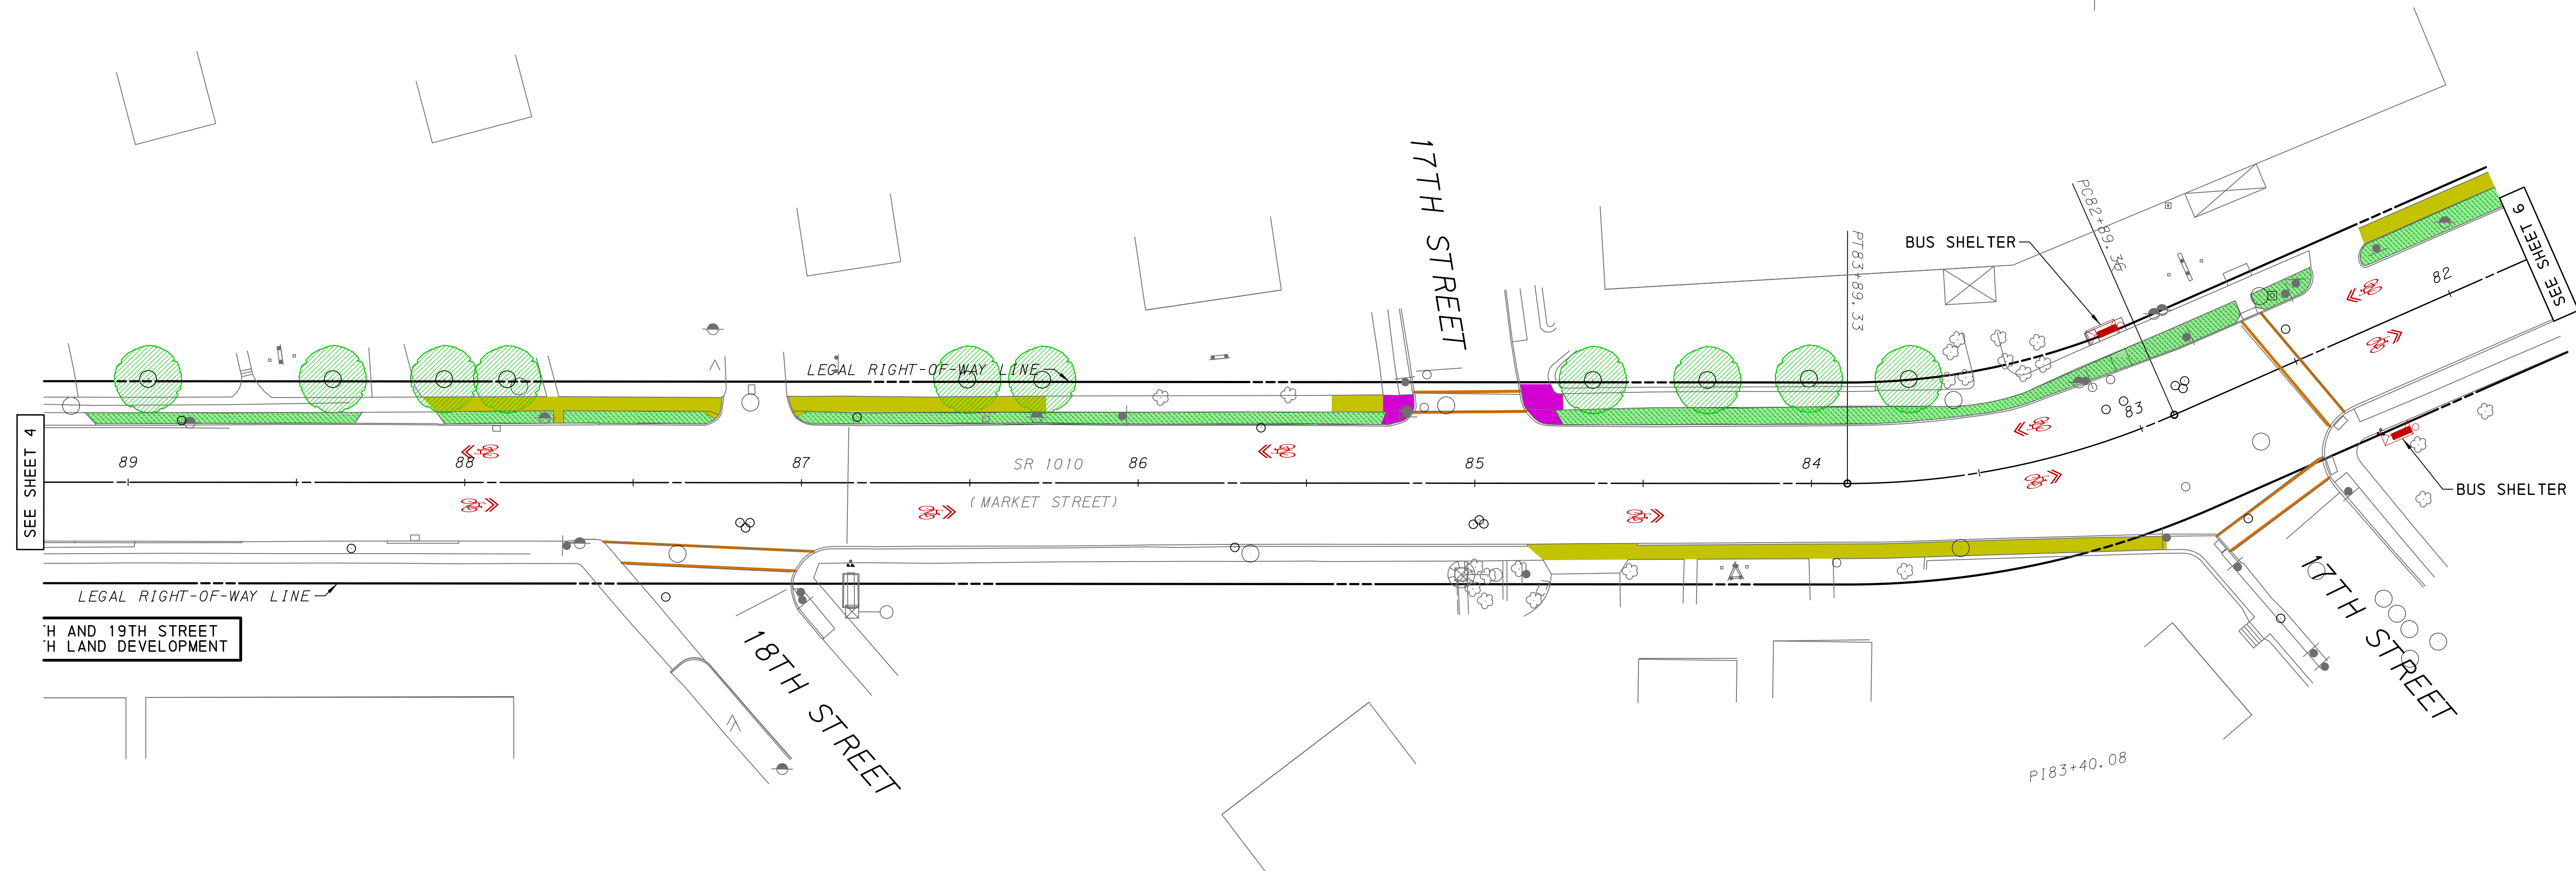 17TH STREET
BUS SHELTER
PT83+89.33
PC82+89.36
SEE SHEET 6
82
LEGAL RIGHT-OF-WAY LINE
83
SEE SHEET 4
89
88
87
SR 1010
86
85
84
(MARKET STREET)
BUS SHELTER
LEGAL RIGHT-OF-WAY LINE
TH AND 19TH STREET
TH LAND DEVELOPMENT
18TH STREET
17TH STREET
PI83+40.08